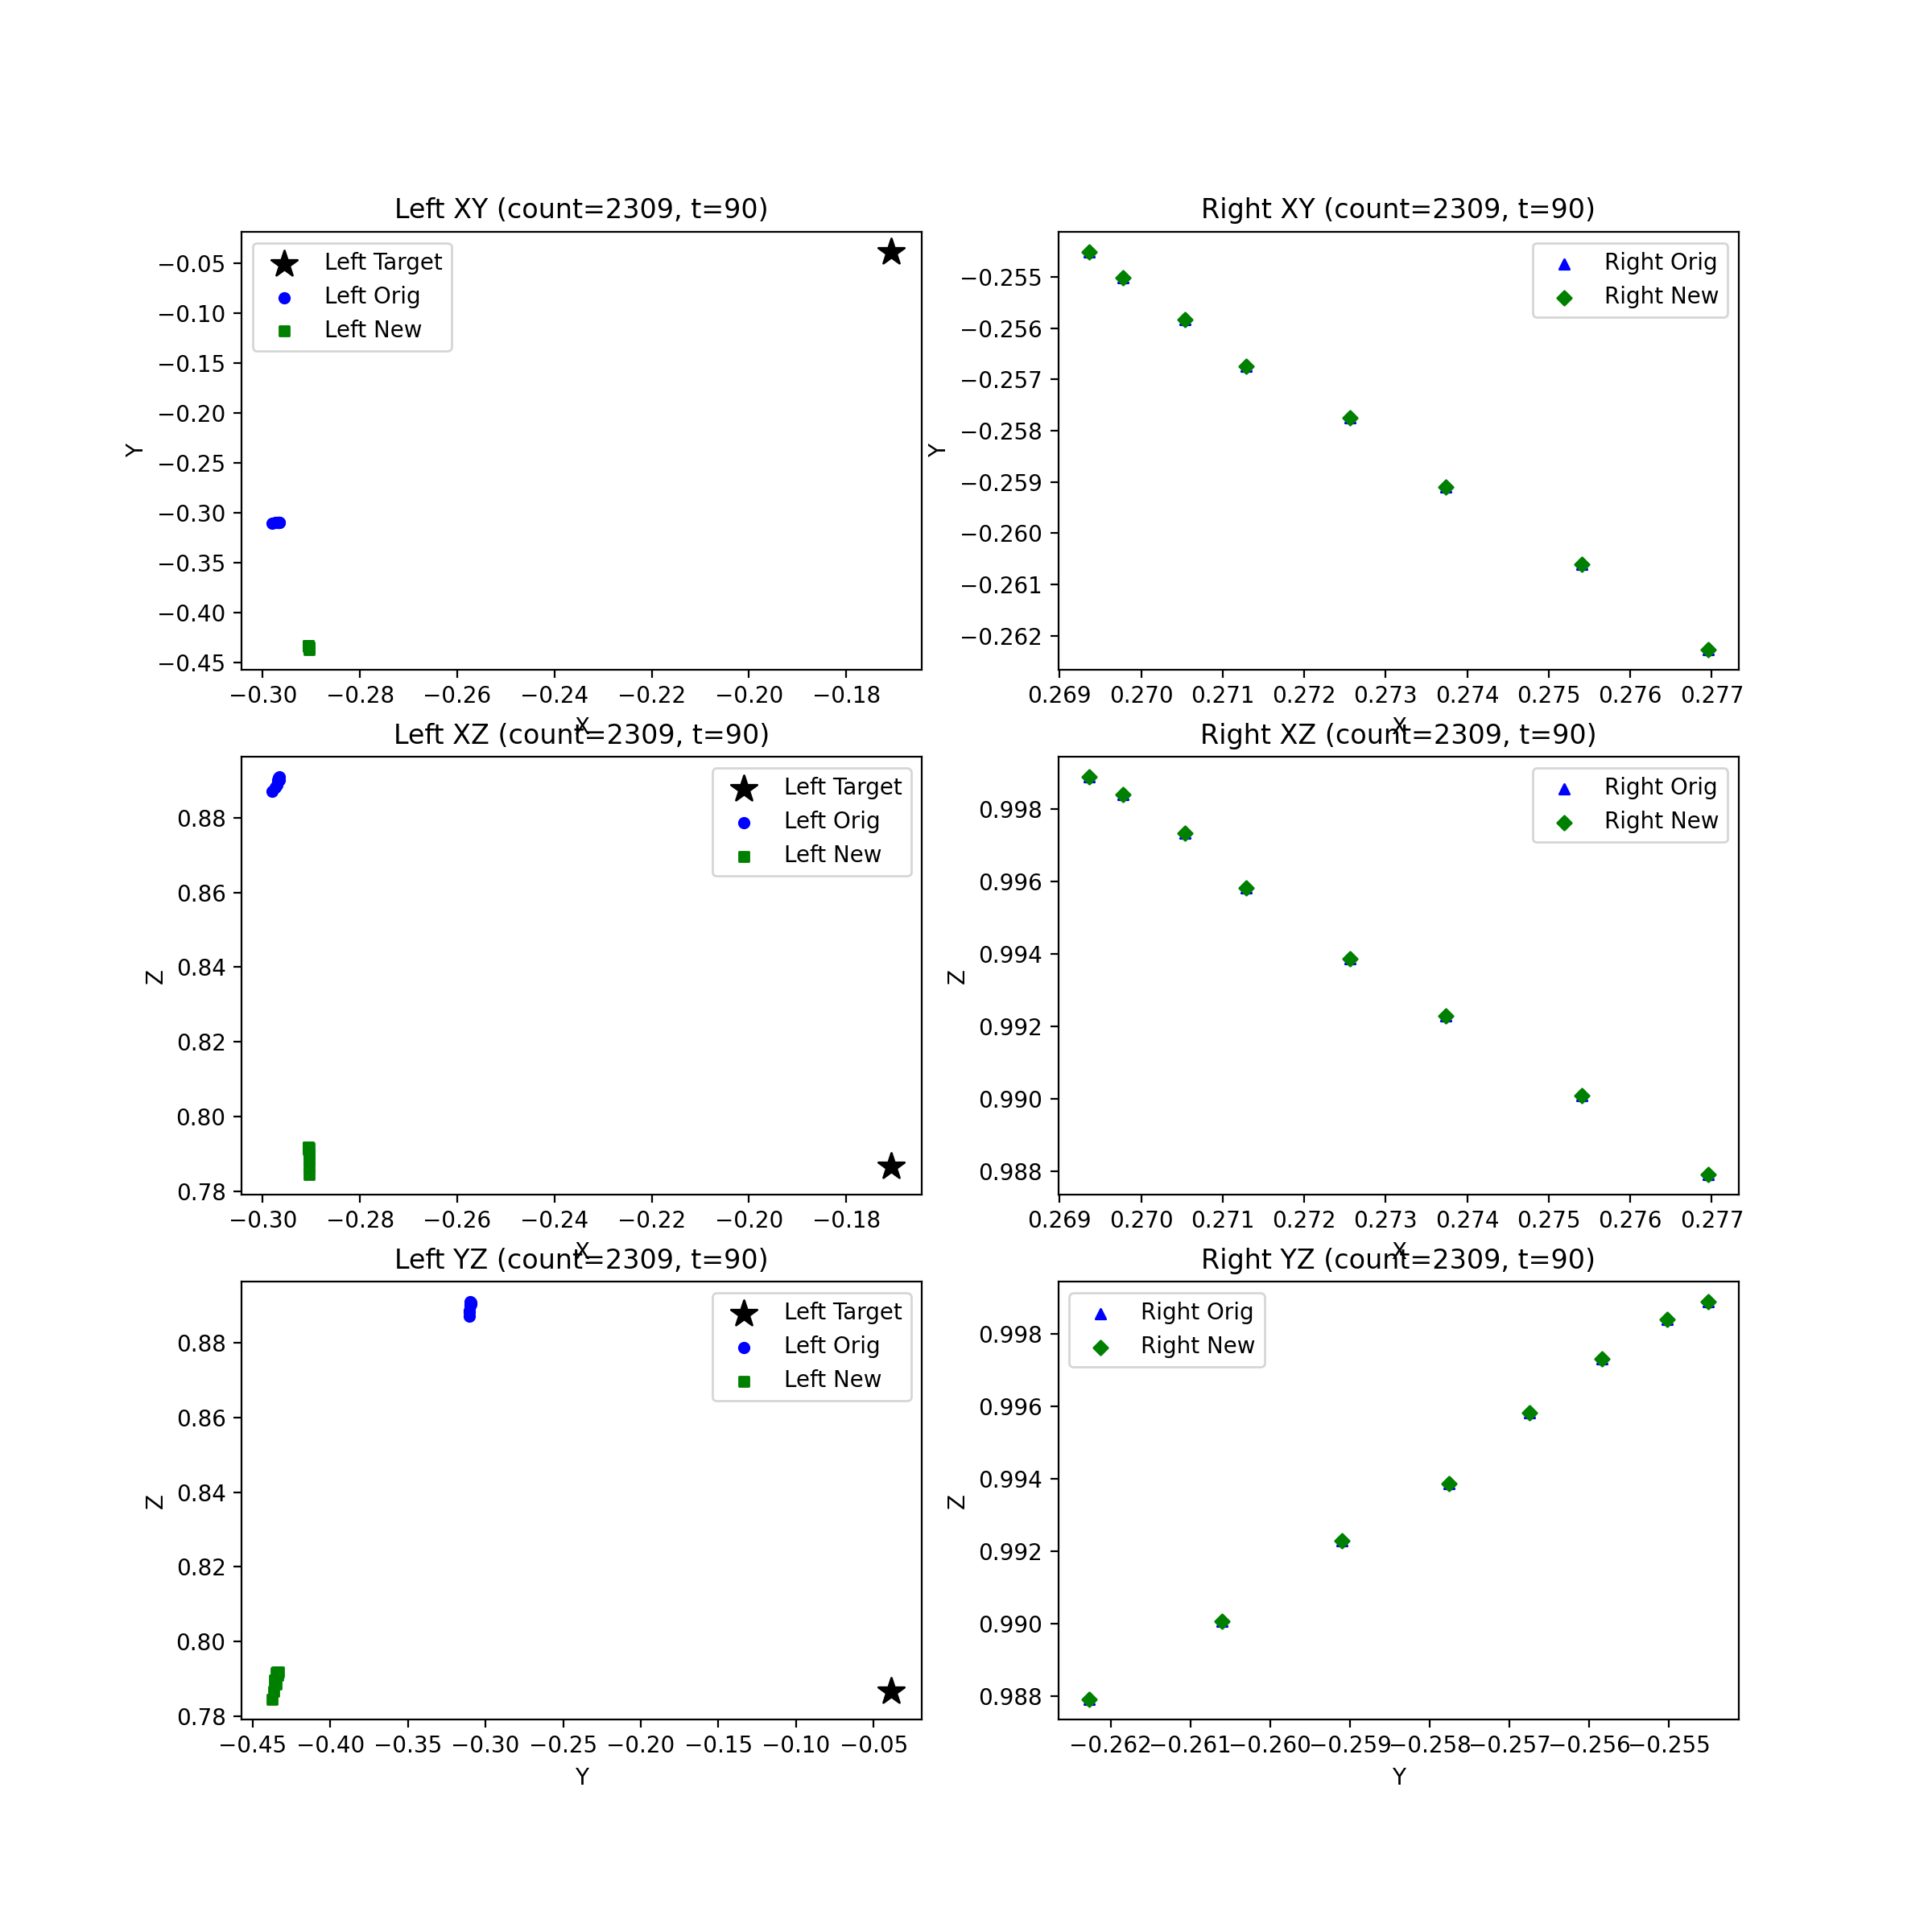 Left XY (count=2309, t=90)
Left Target
Left Orig
Left New
−0.05
−0.10
−0.15
−0.20
−0.25
−0.30
−0.35
−0.40
−0.45
Y
−0.30 −0.28 −0.26 −0.24 −0.22 −0.20 −0.18
X
Right XY (count=2309, t=90)
Right Orig
Right New
−0.255
−0.256
−0.257
−0.258
−0.259
−0.260
−0.261
−0.262
Y
0.269 0.270 0.271 0.272 0.273 0.274 0.275 0.276 0.277
X
Left XZ (count=2309, t=90)
Left Target
Left Orig
Left New
0.88
0.86
0.84
0.82
0.80
0.78
Z
−0.30 −0.28 −0.26 −0.24 −0.22 −0.20 −0.18
X
Right XZ (count=2309, t=90)
Right Orig
Right New
0.998
0.996
0.994
0.992
0.990
0.988
Z
0.269 0.270 0.271 0.272 0.273 0.274 0.275 0.276 0.277
X
Left YZ (count=2309, t=90)
Left Target
Left Orig
Left New
0.88
0.86
0.84
0.82
0.80
0.78
Z
−0.45 −0.40 −0.35 −0.30 −0.25 −0.20 −0.15 −0.10 −0.05
Y
Right YZ (count=2309, t=90)
Right Orig
Right New
0.998
0.996
0.994
0.992
0.990
0.988
Z
−0.262 −0.261 −0.260 −0.259 −0.258 −0.257 −0.256 −0.255
Y